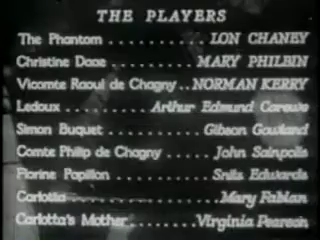 THE PLAYERS
The Phantom .......... LON CHANEY
Christine Daae ......... MARY PHILBIN
Vicomte Raoul de Chagny ..NORMAN KERRY
Ledoux ......... Arthur Edmund Carewe
Simon Buquet .......... Gibson Gowland
Comte Philip de Chagny ..... John Sainpolis
Florine Papillon ........... Snitz Edwards
Carlotta ............... Mary Fabian
Carlotta's Mother ....... Virginia Pearson